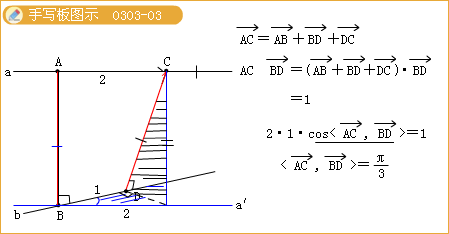 手写板图示 0303-03
AC＝AB＋BD＋DC
AC BD＝(AB＋BD＋DC)·BD
＝1
2·1·cos<AC，BD>＝1
<AC，BD>＝π/3
a
A
C
2
1
D
b
B
2
a′